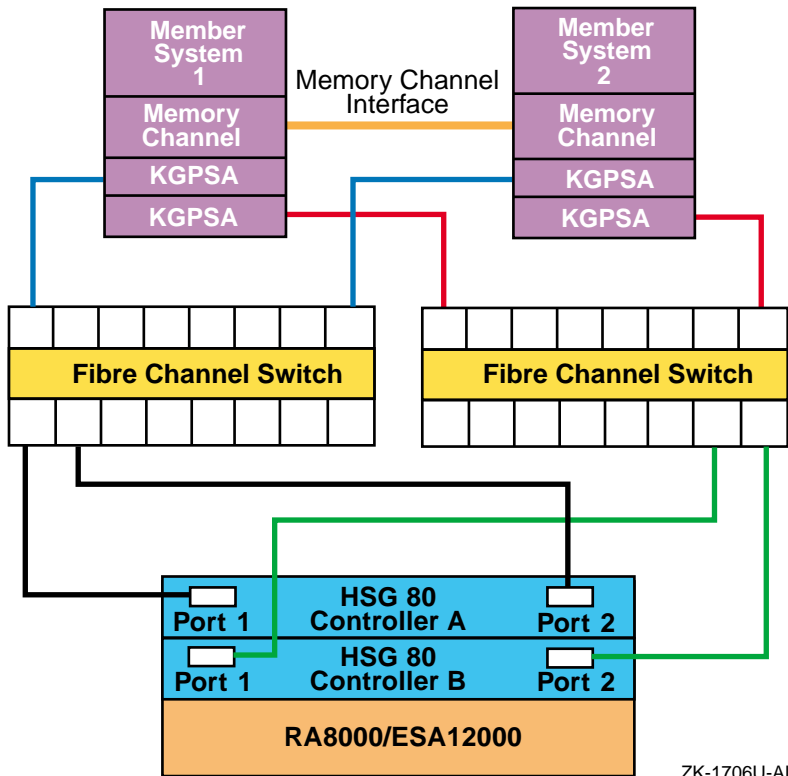 Member
System
1
Member
System
2
Memory Channel
Interface
Memory
Channel
Memory
Channel
KGPSA
KGPSA
KGPSA
KGPSA
Fibre Channel Switch
Fibre Channel Switch
HSG 80
Controller A
Port 1
Port 2
HSG 80
Controller B
Port 1
Port 2
RA8000/ESA12000